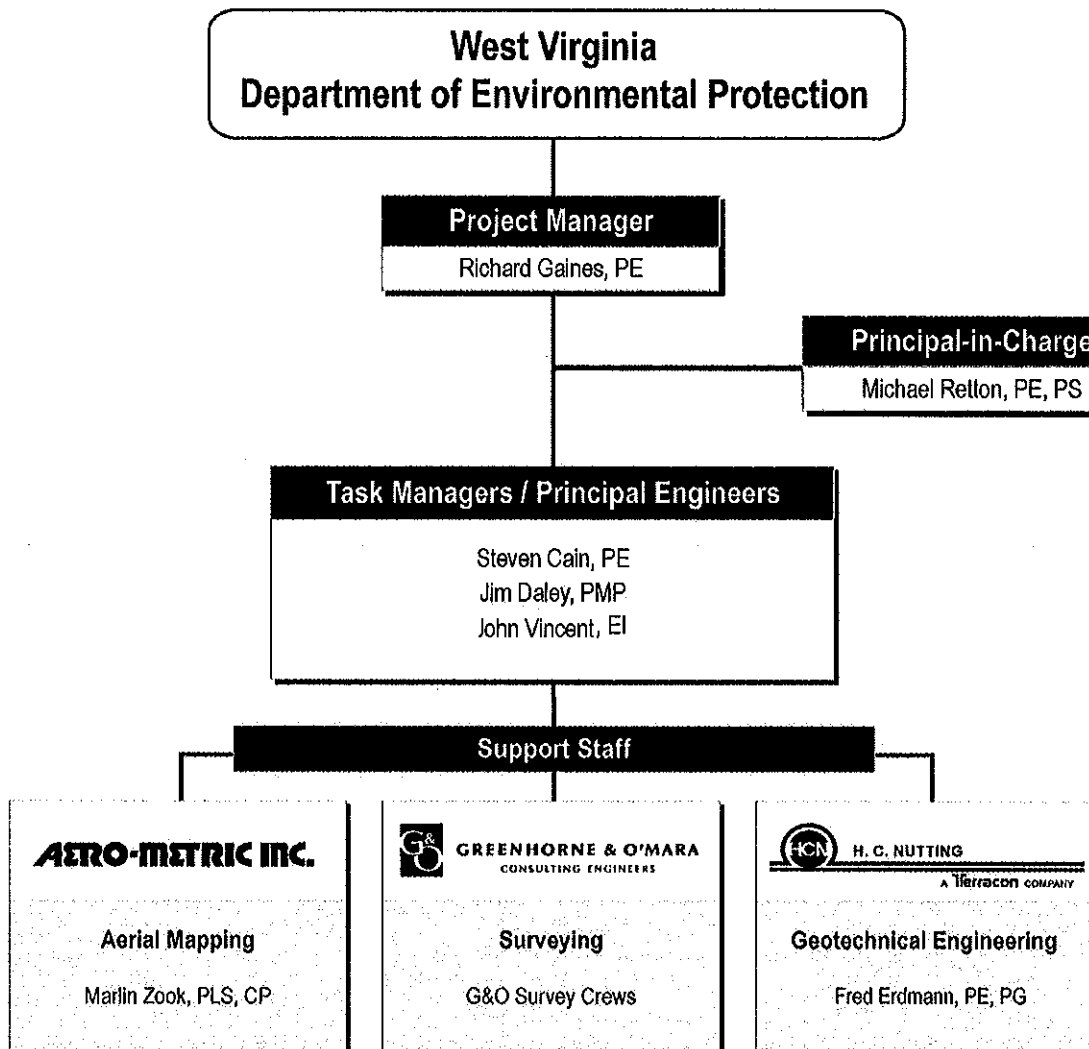 West Virginia
Department of Environmental Protection
Project Manager
Richard Gaines, PE
Principal-in-Charge
Michael Retton, PE, PS
Task Managers / Principal Engineers
Steven Cain, PE
Jim Daley, PMP
John Vincent, EI
Support Staff
AERO-METRIC INC.
Aerial Mapping
Marlin Zook, PLS, CP
G&O
GREENHORNE & O'MARA
CONSULTING ENGINEERS
Surveying
G&O Survey Crews
HCN
H. C. NUTTING
A Terracon COMPANY
Geotechnical Engineering
Fred Erdmann, PE, PG